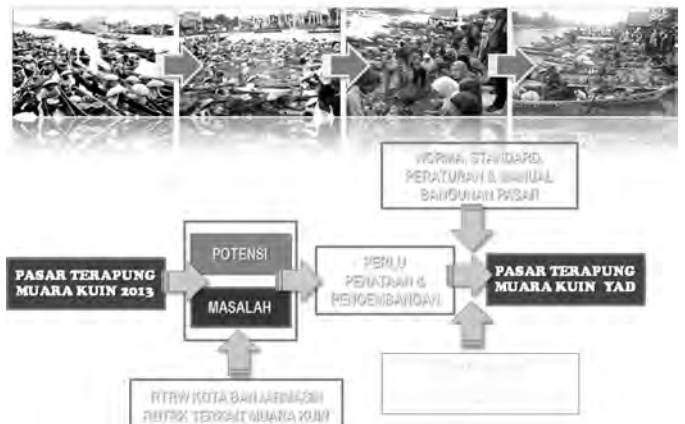 NORMA, STANDARD,
PERATURAN & MANUAL
BANGUNAN PASAR
PASAR TERAPUNG
MUARA KUIN 2013
POTENSI
MASALAH
PERLU
PENATAAN &
PENGEMBANGAN
PASAR TERAPUNG
MUARA KUIN YAD
RTRW KOTA BANJARMASIN
TERKAIT MUARA KUIN